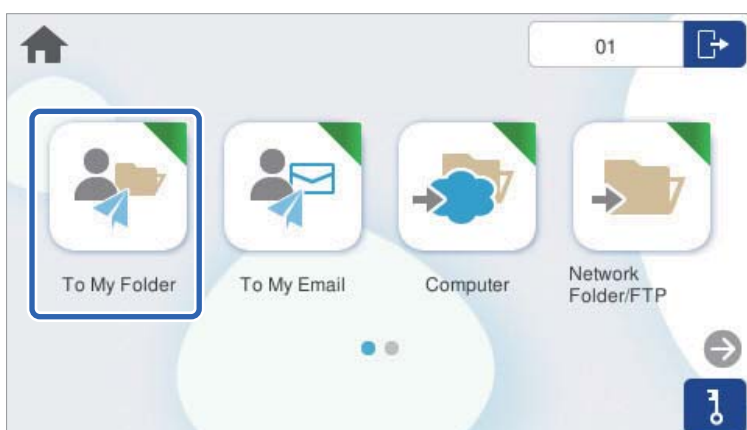 01
To My Folder
To My Email
Computer
Network
Folder/FTP